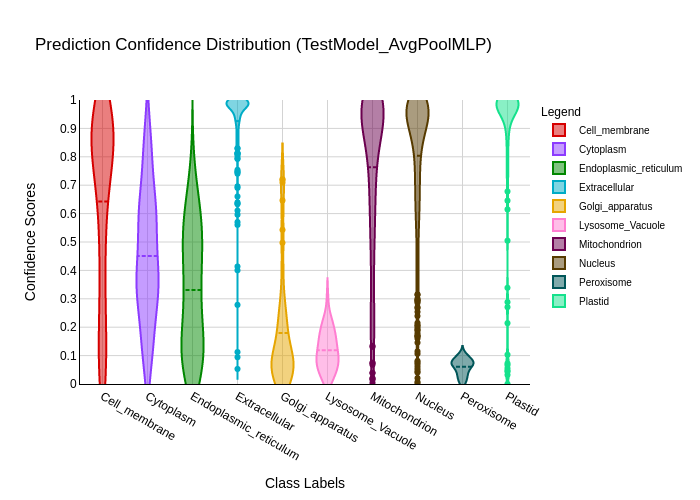 Prediction Confidence Distribution (TestModel_AvgPoolMLP)
Confidence Scores
1
0.9
0.8
0.7
0.6
0.5
0.4
0.3
0.2
0.1
0
Cell_membrane
Cytoplasm
Endoplasmic_reticulum
Extracellular
Golgi_apparatus
Lysosome_Vacuole
Mitochondrion
Nucleus
Peroxisome
Plastid
Class Labels
Legend
Cell_membrane
Cytoplasm
Endoplasmic_reticulum
Extracellular
Golgi_apparatus
Lysosome_Vacuole
Mitochondrion
Nucleus
Peroxisome
Plastid